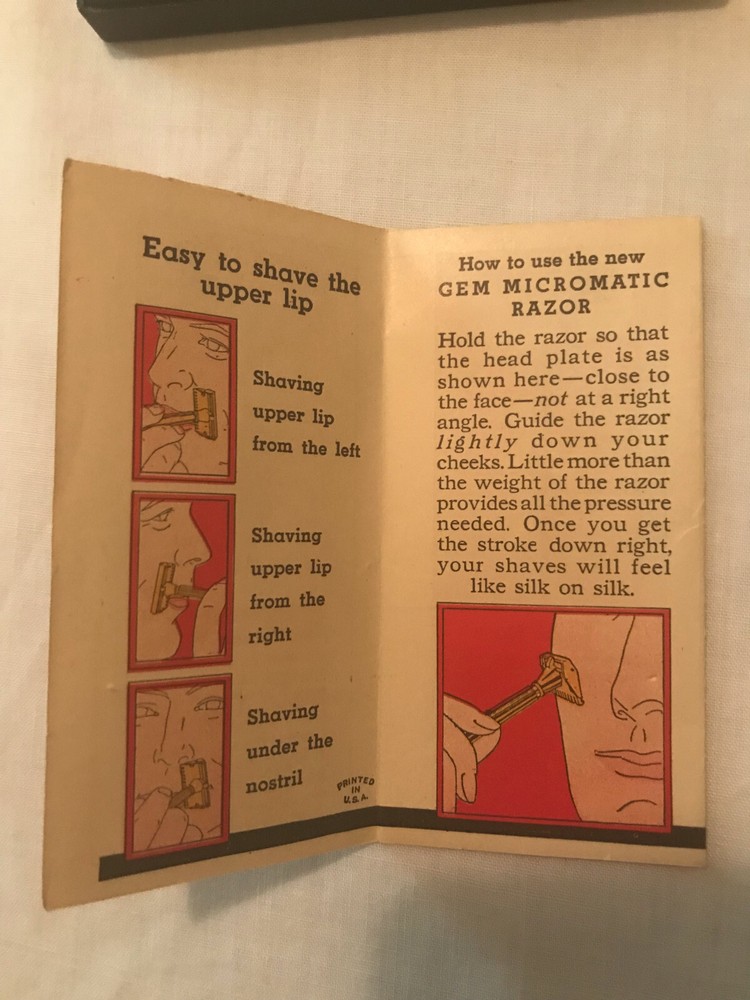 Easy to shave the
upper lip
Shaving
upper lip
from the left
Shaving
upper lip
from the
right
Shaving
under the
nostril
PRINTED
IN
U.S.A.
How to use the new
GEM MICROMATIC
RAZOR
Hold the razor so that
the head plate is as
shown here—close to
the face—not at a right
angle. Guide the razor
lightly down your
cheeks. Little more than
the weight of the razor
provides all the pressure
needed. Once you get
the stroke down right,
your shaves will feel
like silk on silk.